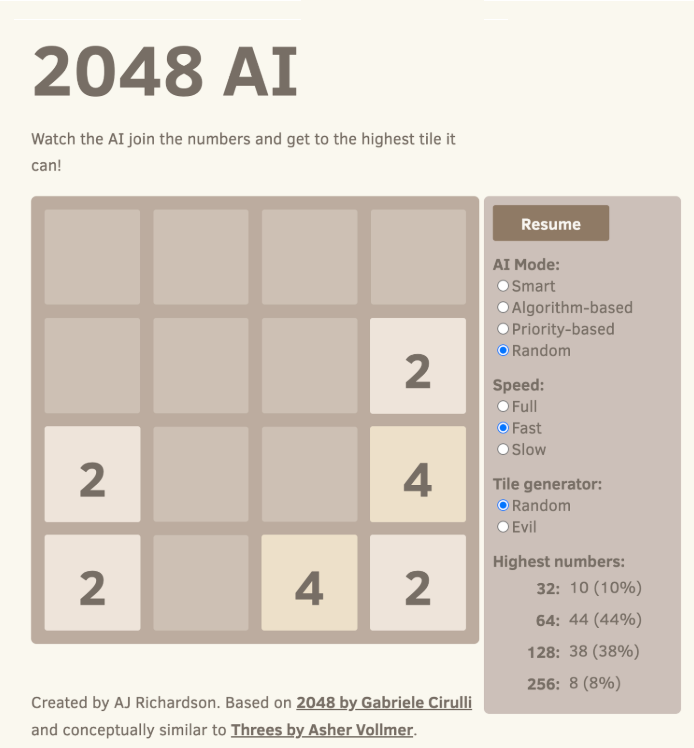 2048 AI
Watch the AI join the numbers and get to the highest tile it
can!
2
2
4
2
4
2
Resume
AI Mode:
Smart
Algorithm-based
Priority-based
Random
Speed:
Full
Fast
Slow
Tile generator:
Random
Evil
Highest numbers:
32: 10 (10%)
64: 44 (44%)
128: 38 (38%)
256: 8 (8%)
Created by AJ Richardson. Based on 2048 by Gabriele Cirulli
and conceptually similar to Threes by Asher Vollmer.